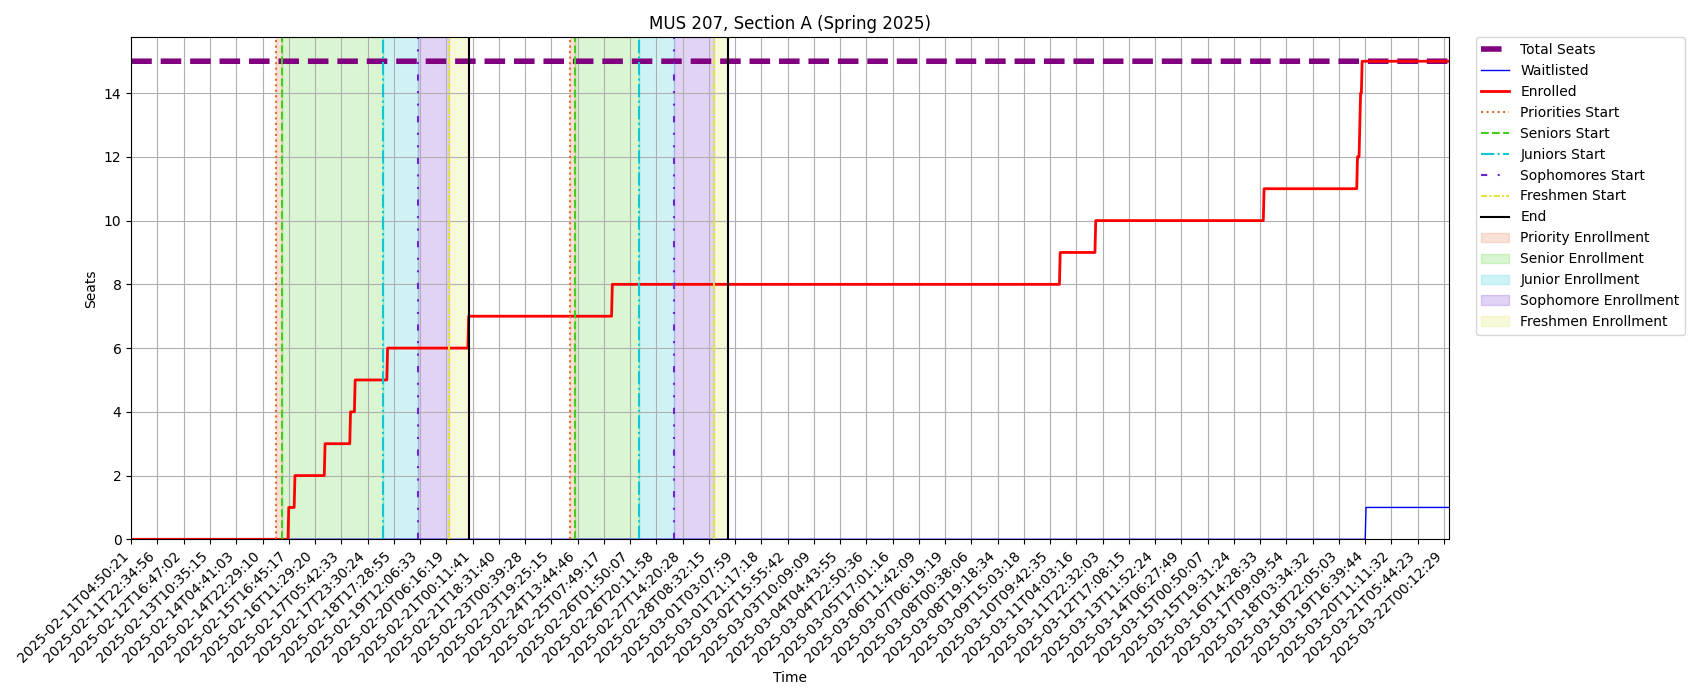 MUS 207, Section A (Spring 2025)
Total Seats
Waitlisted
Enrolled
Priorities Start
Seniors Start
Juniors Start
Sophomores Start
Freshmen Start
End
Priority Enrollment
Senior Enrollment
Junior Enrollment
Sophomore Enrollment
Freshmen Enrollment
Seats
14
12
10
8
6
4
2
0
2025-02-11T04:50:21
2025-02-11T22:34:56
2025-02-12T16:47:02
2025-02-13T10:35:15
2025-02-14T04:41:03
2025-02-14T22:29:10
2025-02-15T16:45:17
2025-02-16T11:29:20
2025-02-17T05:42:33
2025-02-17T23:30:24
2025-02-18T17:28:55
2025-02-19T12:06:33
2025-02-20T06:16:19
2025-02-21T00:11:41
2025-02-21T18:31:40
2025-02-23T00:39:28
2025-02-23T19:25:15
2025-02-24T13:44:46
2025-02-25T07:49:17
2025-02-26T01:50:07
2025-02-26T20:11:58
2025-02-27T14:20:28
2025-02-28T08:32:15
2025-03-01T03:07:59
2025-03-01T21:17:18
2025-03-02T15:55:42
2025-03-03T10:09:09
2025-03-04T04:43:55
2025-03-04T22:50:36
2025-03-05T17:01:16
2025-03-06T11:42:09
2025-03-07T06:19:19
2025-03-08T00:38:06
2025-03-08T19:18:34
2025-03-09T15:03:18
2025-03-10T09:42:35
2025-03-11T04:03:16
2025-03-11T22:32:03
2025-03-12T17:08:15
2025-03-13T11:52:24
2025-03-14T06:27:49
2025-03-15T00:50:07
2025-03-15T19:31:24
2025-03-16T14:28:33
2025-03-17T09:09:54
2025-03-18T03:34:32
2025-03-18T22:05:03
2025-03-19T16:39:44
2025-03-20T11:11:32
2025-03-21T05:44:23
2025-03-22T00:12:29
Time